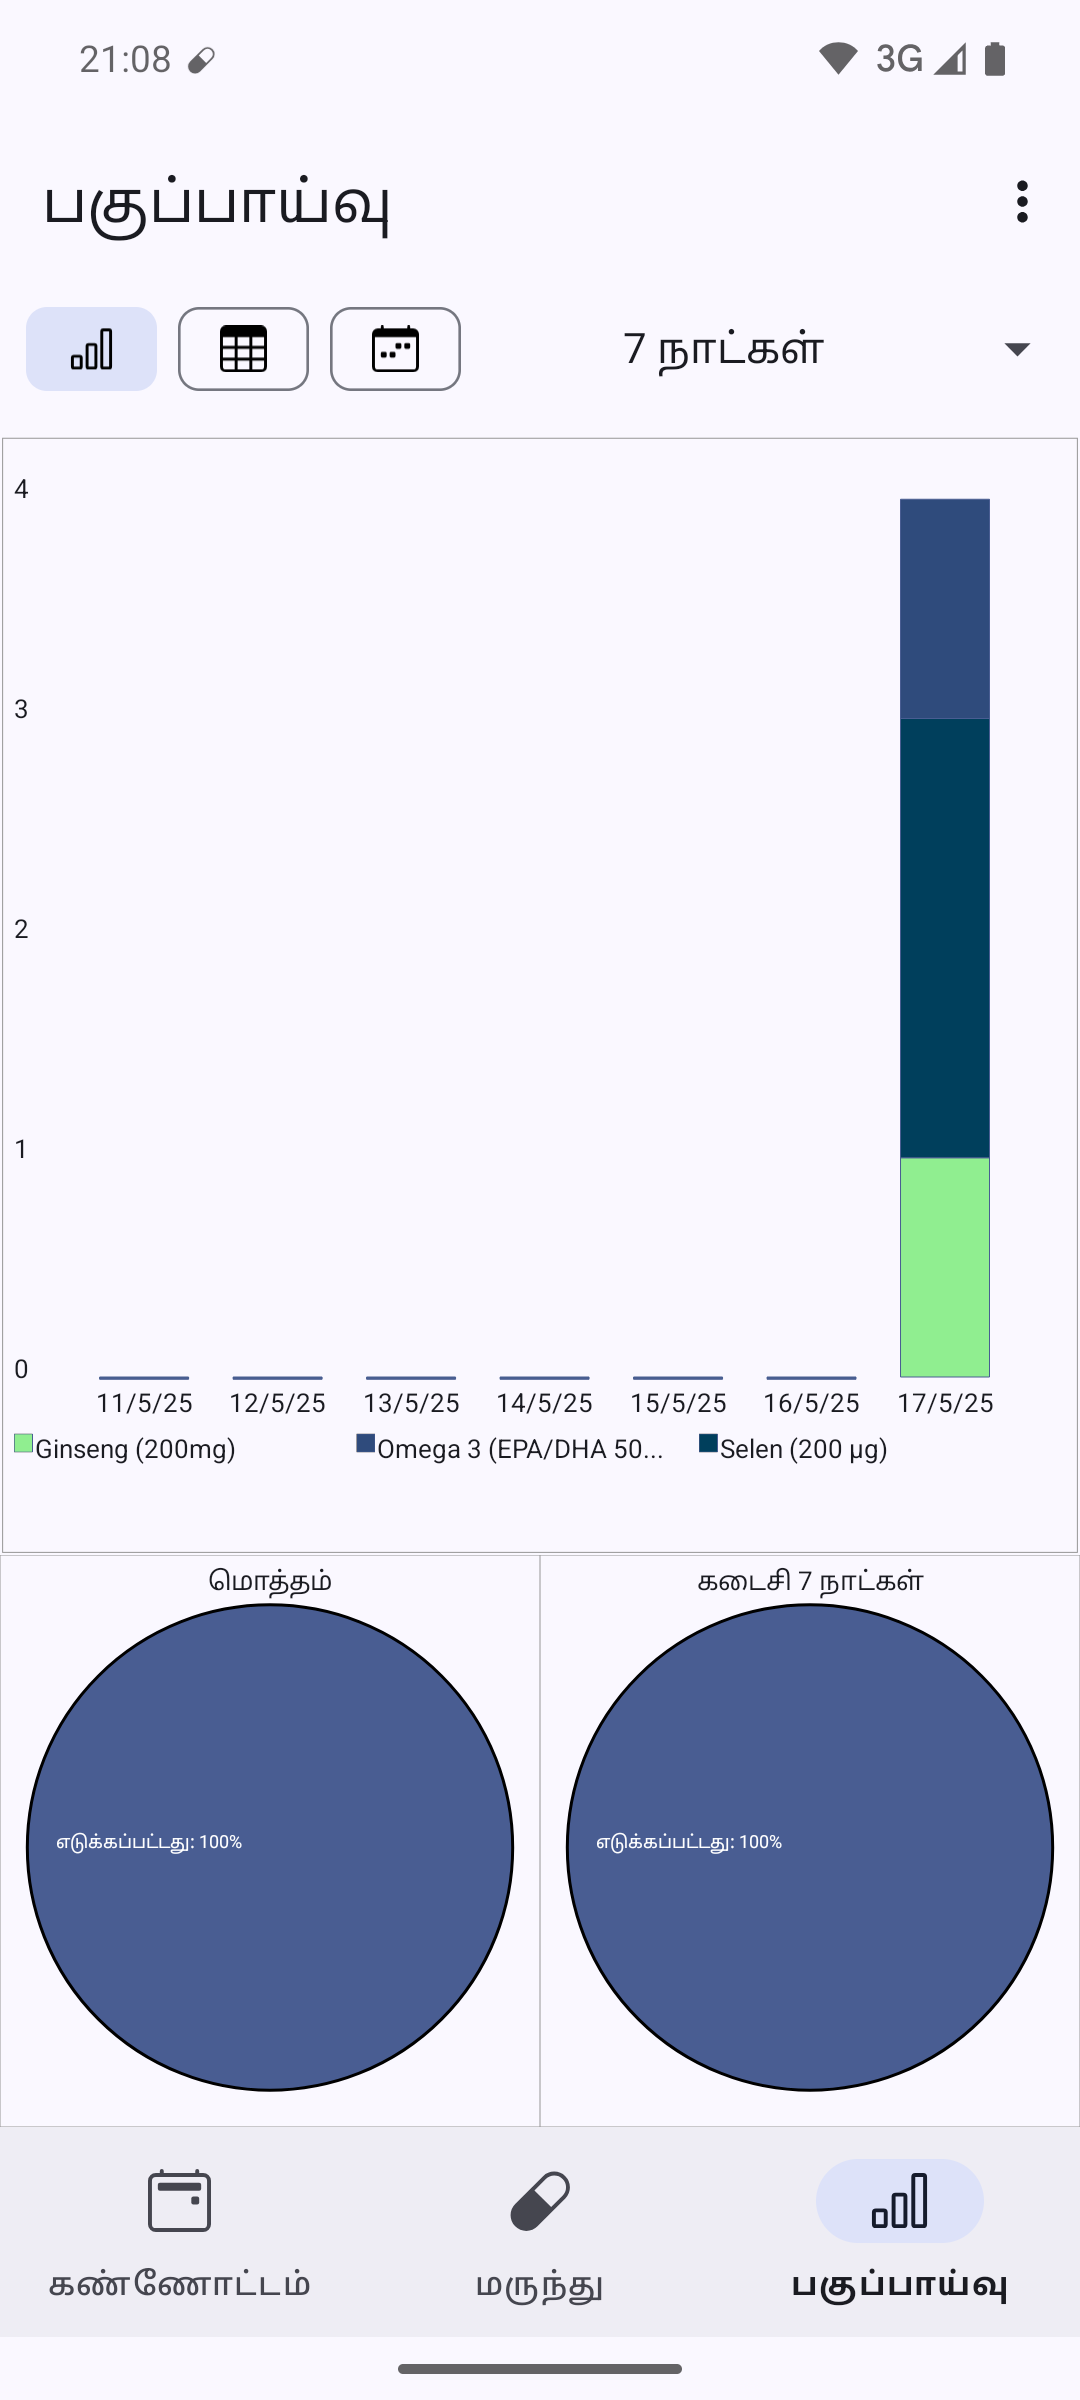 21:08
3G
பகுப்பாய்வு
7 நாட்கள்
4
3
2
1
0
11/5/25 12/5/25 13/5/25 14/5/25 15/5/25 16/5/25 17/5/25
Ginseng (200mg) Omega 3 (EPA/DHA 50... Selen (200 µg)
மொத்தம்
கடைசி 7 நாட்கள்
எடுக்கப்பட்டது: 100%
எடுக்கப்பட்டது: 100%
கண்ணோட்டம்
மருந்து
பகுப்பாய்வு